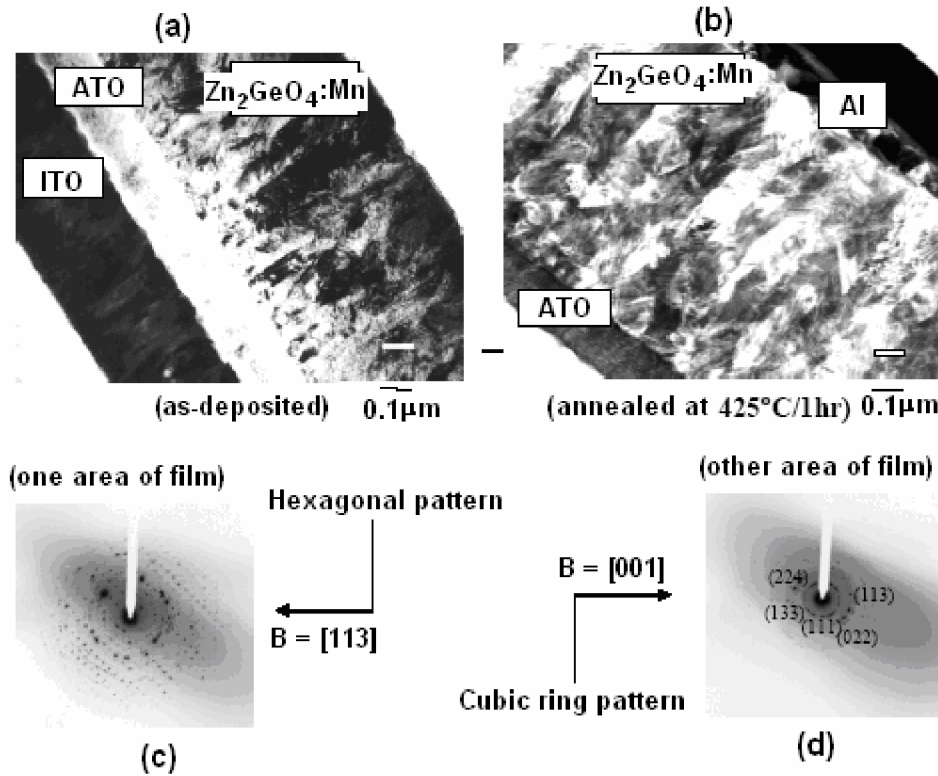 (a)
(b)
ATO
Zn₂GeO₄:Mn
ITO
Zn₂GeO₄:Mn
Al
ATO
(as-deposited) 0.1μm
(annealed at 425°C/1hr) 0.1μm
(one area of film)
(other area of film)
Hexagonal pattern
B = [113]
B = [001]
Cubic ring pattern
(224)
(113)
(133)
(111)
(022)
(c)
(d)